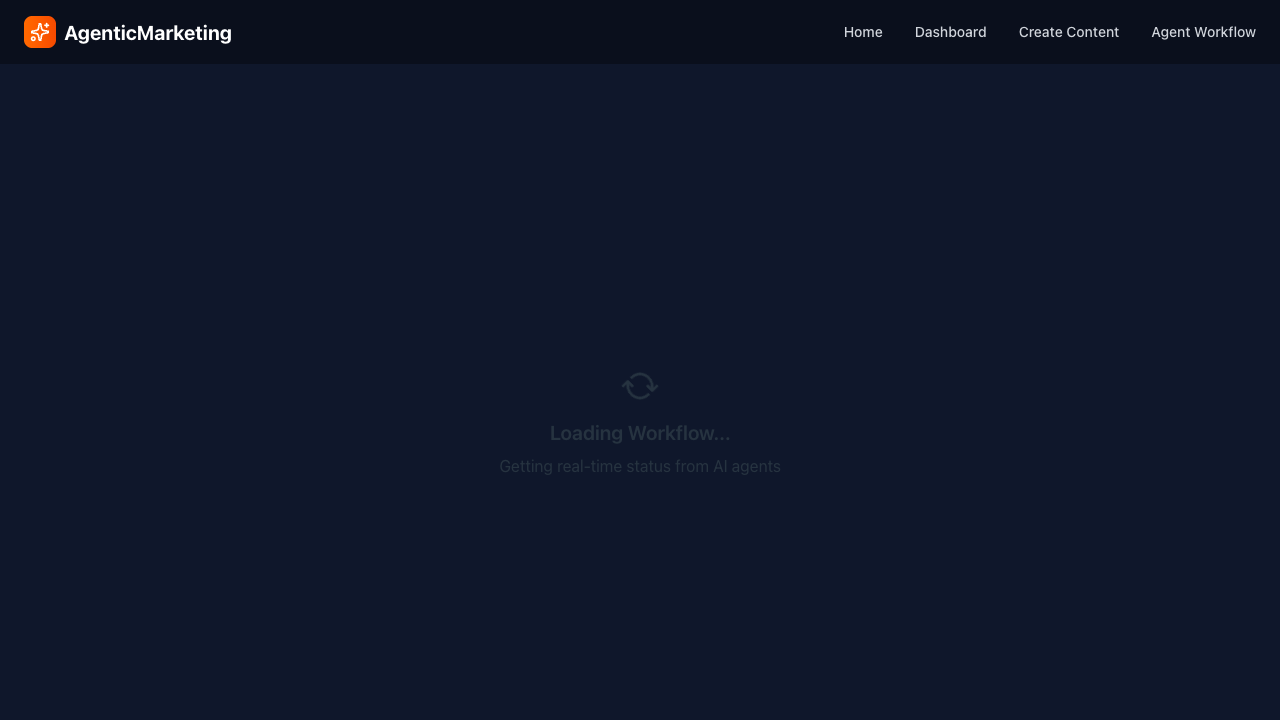 AgenticMarketing
Home
Dashboard
Create Content
Agent Workflow
Loading Workflow...
Getting real-time status from AI agents